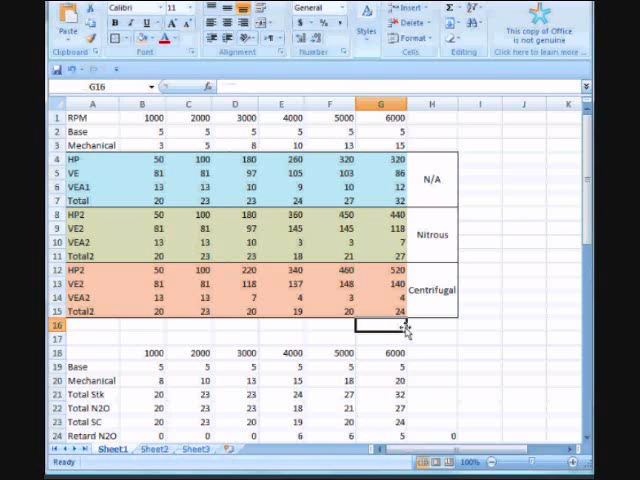 Paste
Calibri 11
B I U
General
$ % ,
Styles
Insert
Delete
Format
Σ
This copy of Office
is not genuine
Click here to learn more...
Clipboard Font Alignment Number Cells Editing
G16 fx
A B C D E F G H I J K
1 RPM 1000 2000 3000 4000 5000 6000
2 Base 5 5 5 5 5 5
3 Mechanical 3 5 8 10 13 15
4 HP 50 100 180 260 320 320
5 VE 81 81 97 105 103 86
N/A
6 VEA1 13 13 10 9 10 12
7 Total 20 23 23 24 27 32
8 HP2 50 100 180 360 450 440
9 VE2 81 81 97 145 145 118
Nitrous
10 VEA2 13 13 10 3 3 7
11 Total2 20 23 23 18 21 27
12 HP2 50 100 220 340 460 520
13 VE2 81 81 118 137 148 140
Centrifugal
14 VEA2 13 13 7 4 3 4
15 Total2 20 23 20 19 20 24
16
17
18 1000 2000 3000 4000 5000 6000
19 Base 5 5 5 5 5 5
20 Mechanical 8 10 13 15 18 20
21 Total Stk 20 23 23 24 27 32
22 Total N2O 20 23 23 18 21 27
23 Total SC 20 23 20 19 20 24
24 Retard N2O 0 0 0 6 6 5 0
Sheet1 Sheet2 Sheet3
Ready 100%